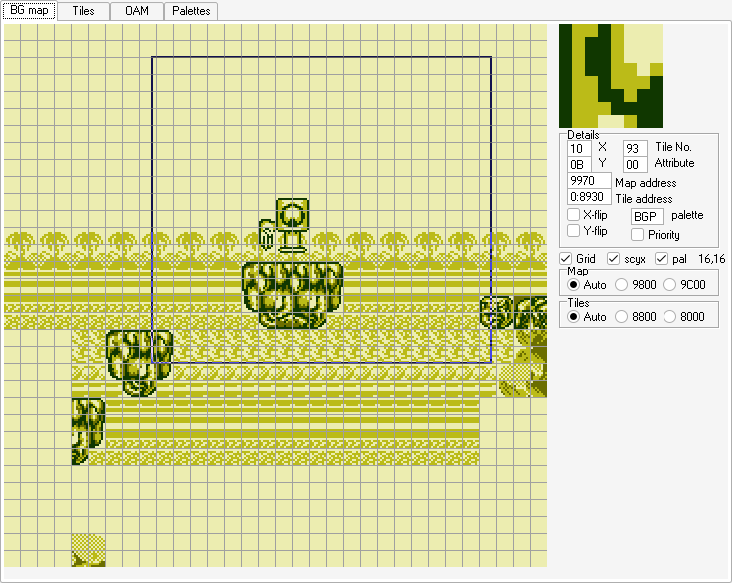 BG map Tiles OAM Palettes
Details
10 X 93 Tile No.
0B Y 00 Attribute
9970 Map address
0:8930 Tile address
X-flip BGP palette
Y-flip Priority
Grid scyx pal 16,16
Map
Auto 9800 9C00
Tiles
Auto 8800 8000